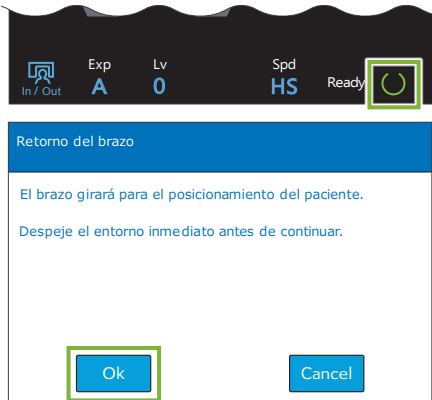 Exp Lv Spd
In / Out A 0 HS Ready
Retorno del brazo
El brazo girará para el posicionamiento del paciente.
Despeje el entorno inmediato antes de continuar.
Ok Cancel